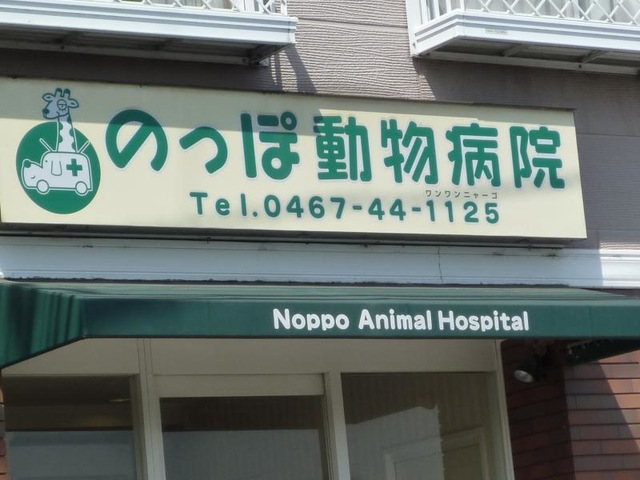 のっぽ動物病院
ワンワンニャーゴ
Tel.0467-44-1125
Noppo Animal Hospital